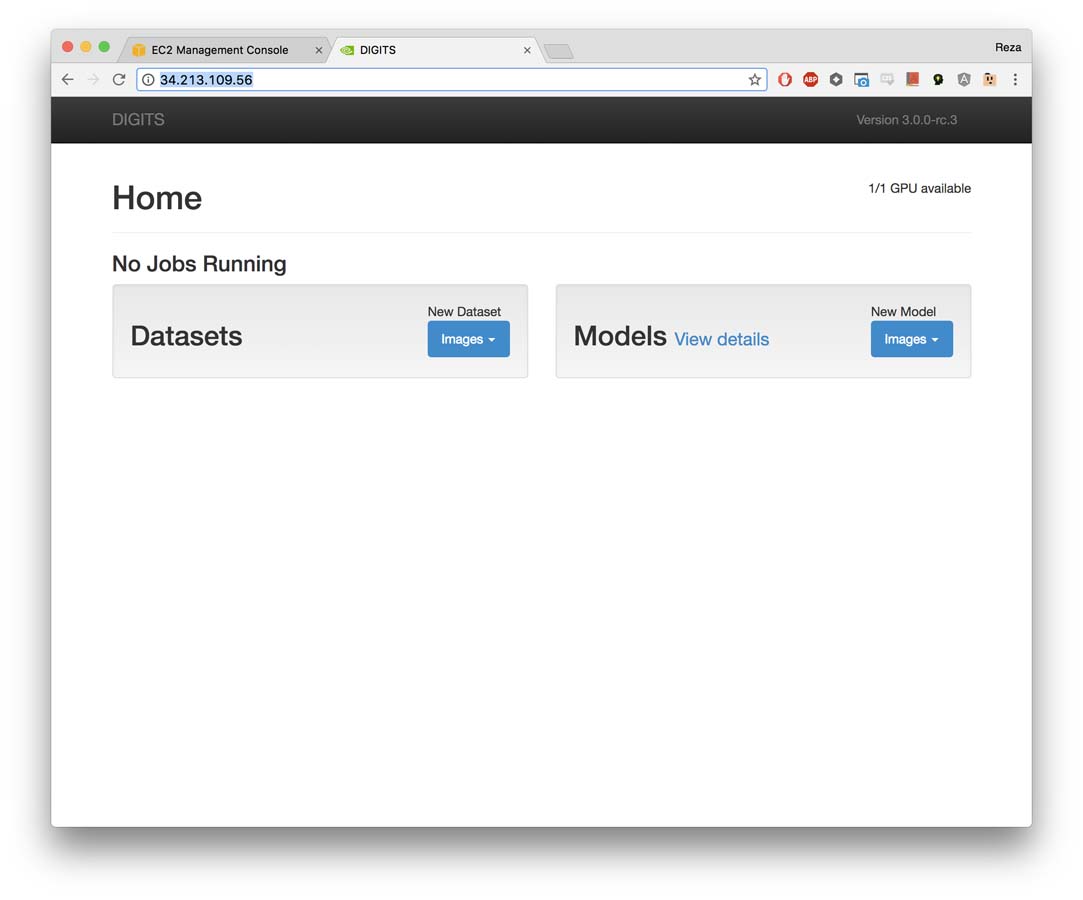 EC2 Management Console
DIGITS
Reza
34.213.109.56
ABP
DIGITS
Version 3.0.0-rc.3
Home
1/1 GPU available
No Jobs Running
Datasets
New Dataset
Images
Models View details
New Model
Images